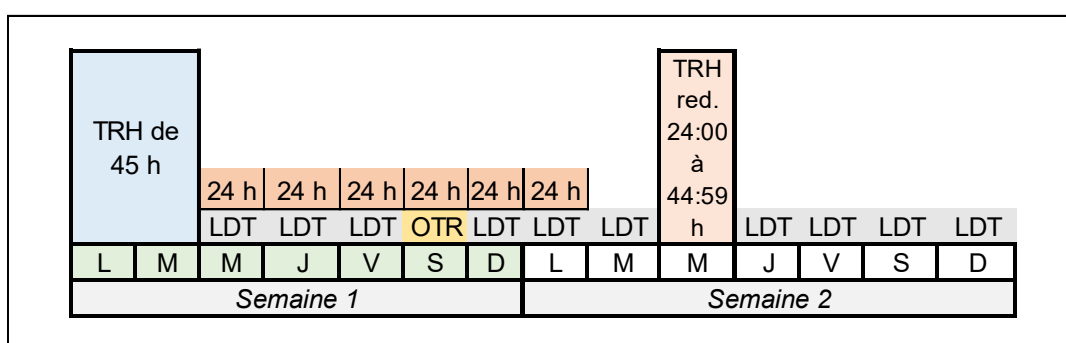 TRH de
45 h
TRH
red.
24:00
à
44:59
h
24 h 24 h 24 h 24 h 24 h 24 h
LDT LDT LDT OTR LDT LDT LDT LDT LDT LDT LDT
L M M J V S D L M M J V S D
Semaine 1 Semaine 2